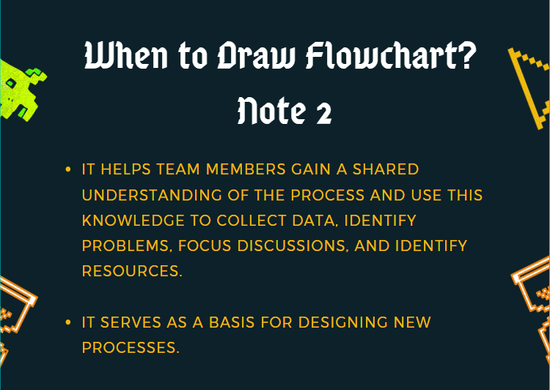 When to Draw Flowchart?
Note 2
• IT HELPS TEAM MEMBERS GAIN A SHARED
UNDERSTANDING OF THE PROCESS AND USE THIS
KNOWLEDGE TO COLLECT DATA, IDENTIFY
PROBLEMS, FOCUS DISCUSSIONS, AND IDENTIFY
RESOURCES.
• IT SERVES AS A BASIS FOR DESIGNING NEW
PROCESSES.